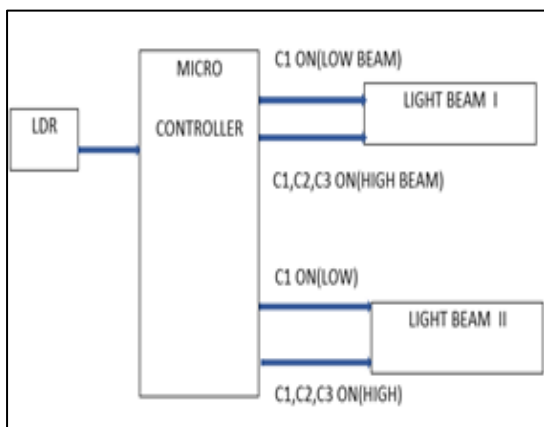 LDR
MICRO
CONTROLLER
C1 ON(LOW BEAM)
LIGHT BEAM I
C1,C2,C3 ON(HIGH BEAM)
C1 ON(LOW)
LIGHT BEAM II
C1,C2,C3 ON(HIGH)